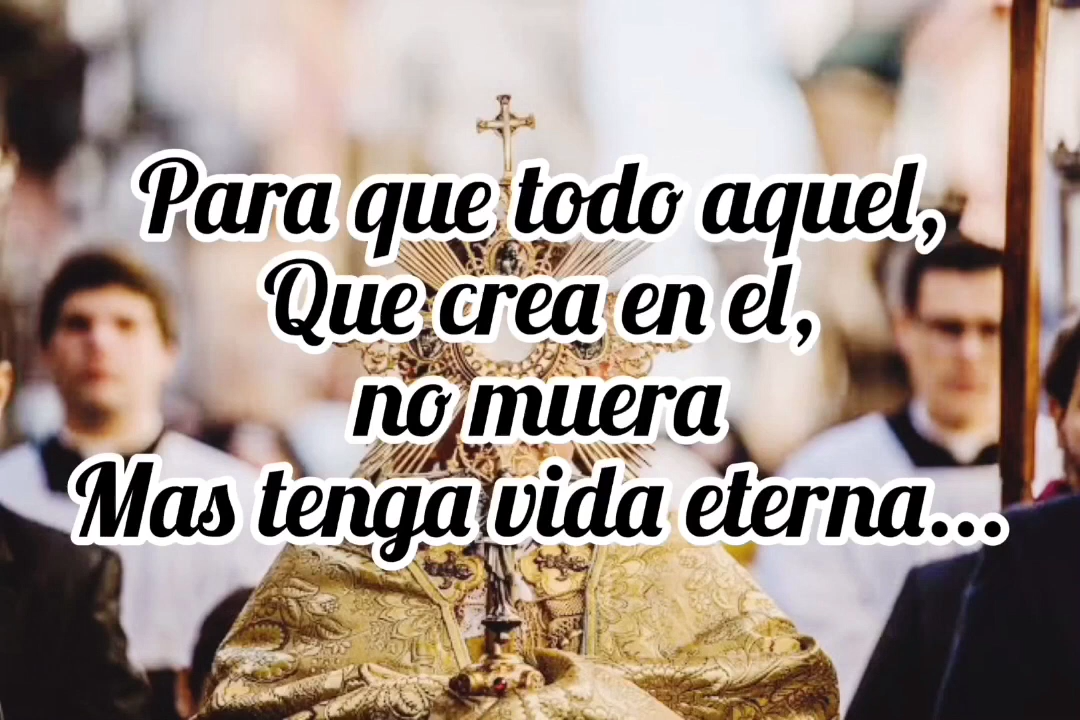 Para que todo aquel,
Que crea en el,
no muera
Mas tenga vida eterna...